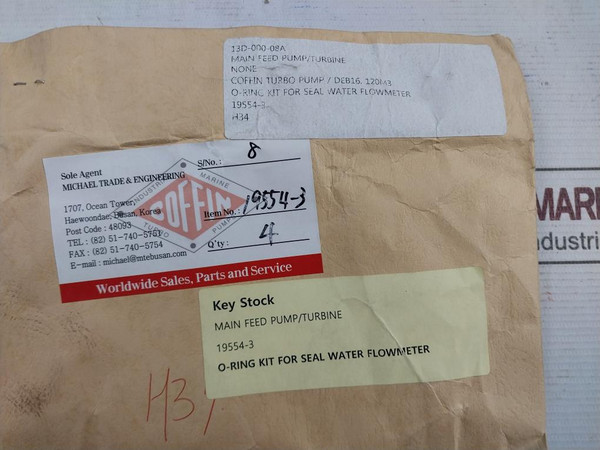 13D-000-08A
MAIN FEED PUMP/TURBINE
NONE
COFFIN TURBO PUMP / DEB16, 120M3
O-RING KIT FOR SEAL WATER FLOWMETER
19554-3
H34
Sole Agent
MICHAEL TRADE & ENGINEERING
1707, Ocean Tower,
Haewoondae, Busan, Korea
Post Code : 48093
TEL : (82) 51-740-5751
FAX : (82) 51-740-5754
E-mail : michael@mtebusan.com
INDUSTRIAL MARINE
COFFIN
TURBO PUMP
S/No. : 8
Item No. : 19554-3
Q'ty : 4
Worldwide Sales, Parts and Service
Key Stock
MAIN FEED PUMP/TURBINE
19554-3
O-RING KIT FOR SEAL WATER FLOWMETER
MAR
ndustri